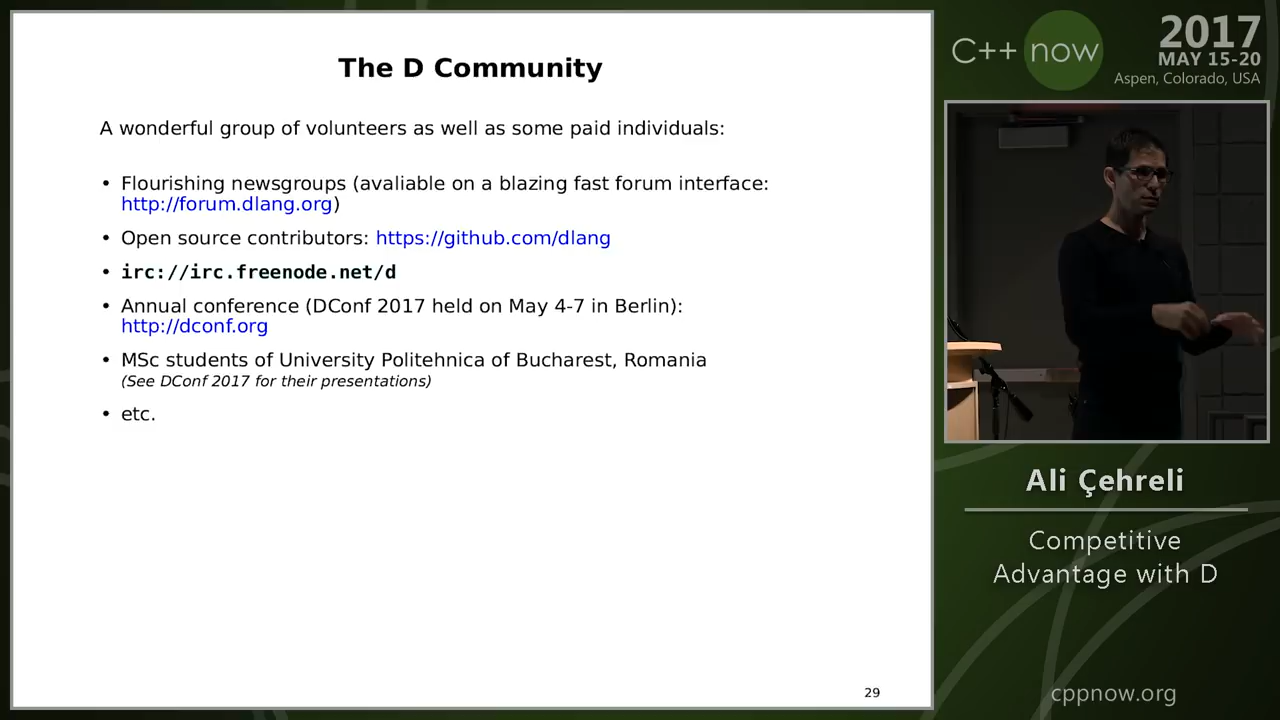 The D Community
A wonderful group of volunteers as well as some paid individuals:
• Flourishing newsgroups (avaliable on a blazing fast forum interface:
http://forum.dlang.org)
• Open source contributors: https://github.com/dlang
• irc://irc.freenode.net/d
• Annual conference (DConf 2017 held on May 4-7 in Berlin):
http://dconf.org
• MSc students of University Politehnica of Bucharest, Romania
(See DConf 2017 for their presentations)
• etc.
29
C++ now
2017
MAY 15-20
Aspen, Colorado, USA
Ali Çehreli
Competitive
Advantage with D
cppnow.org